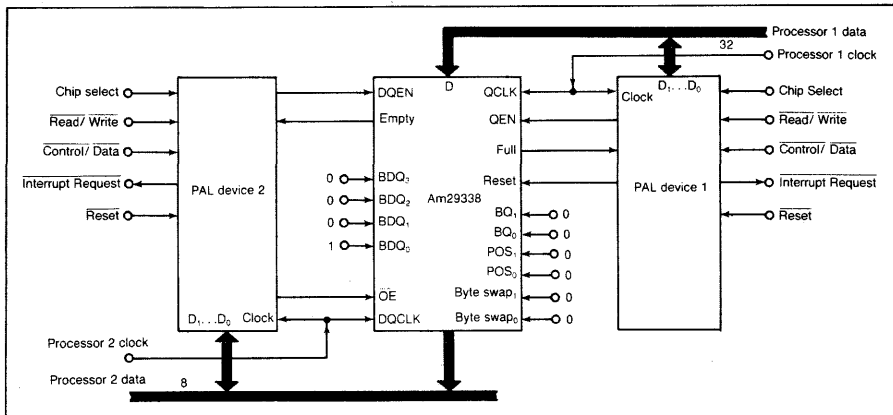 Processor 1 data
32
Processor 1 clock
Chip select
Read/ Write
Control/ Data
Interrupt Request
Reset
PAL device 2
D₁...D₀ Clock
DQEN
Empty
0 BDQ₃
0 BDQ₂
0 BDQ₁
1 BDQ₀
OE
DQCLK
D
Am29338
QCLK
QEN
Full
Reset
BQ₁ 0
BQ₀ 0
POS₁ 0
POS₀ 0
Byte swap₁ 0
Byte swap₀ 0
Clock D₁...D₀
PAL device 1
Chip Select
Read/ Write
Control/ Data
Interrupt Request
Reset
Processor 2 clock
Processor 2 data
8